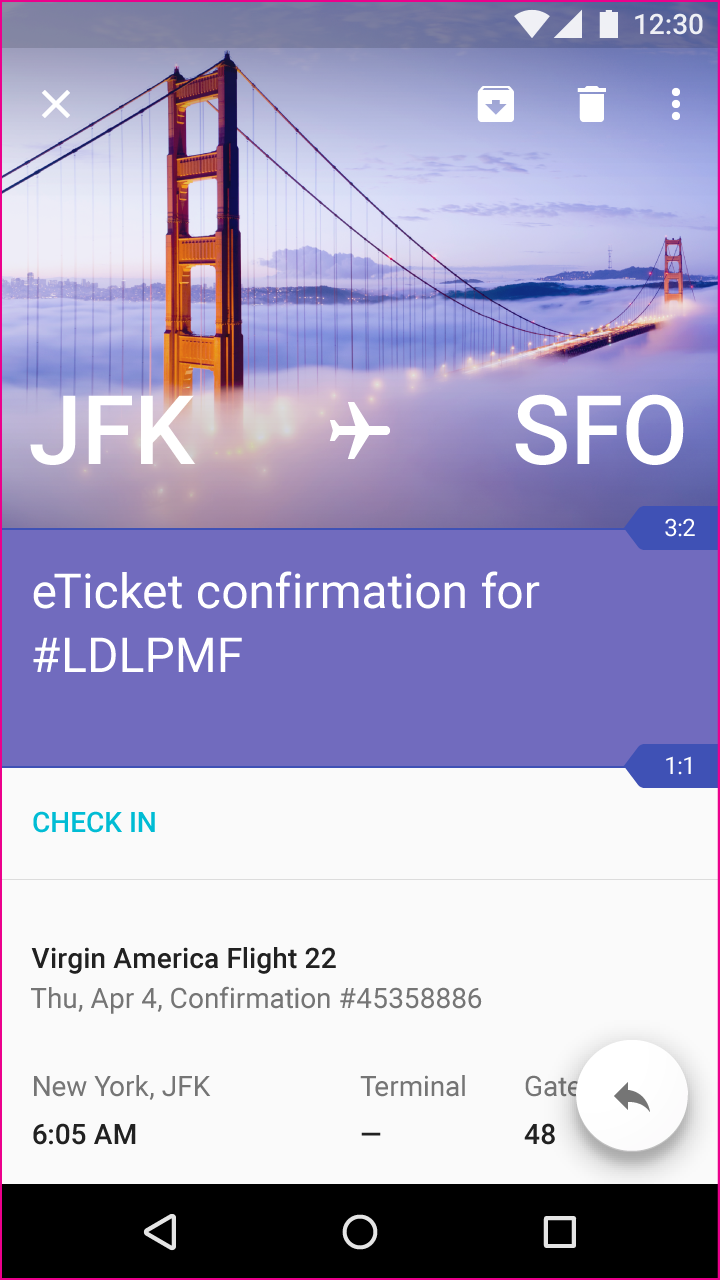 12:30
JFK SFO
3:2
eTicket confirmation for
#LDLPMF
1:1
CHECK IN
Virgin America Flight 22
Thu, Apr 4, Confirmation #45358886
New York, JFK Terminal Gate
6:05 AM – 48